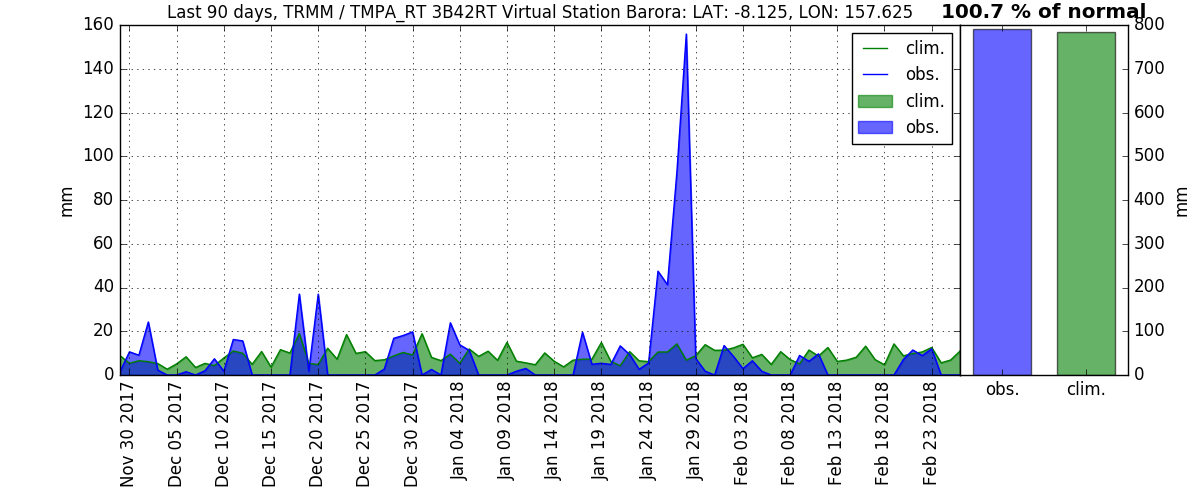 Last 90 days, TRMM / TMPA_RT 3B42RT Virtual Station Barora: LAT: -8.125, LON: 157.625
100.7 % of normal
160
140
120
100
80
60
40
20
0
mm
clim.
obs.
clim.
obs.
800
700
600
500
400
300
200
100
0
mm
obs.
clim.
Nov 30 2017
Dec 05 2017
Dec 10 2017
Dec 15 2017
Dec 20 2017
Dec 25 2017
Dec 30 2017
Jan 04 2018
Jan 09 2018
Jan 14 2018
Jan 19 2018
Jan 24 2018
Jan 29 2018
Feb 03 2018
Feb 08 2018
Feb 13 2018
Feb 18 2018
Feb 23 2018